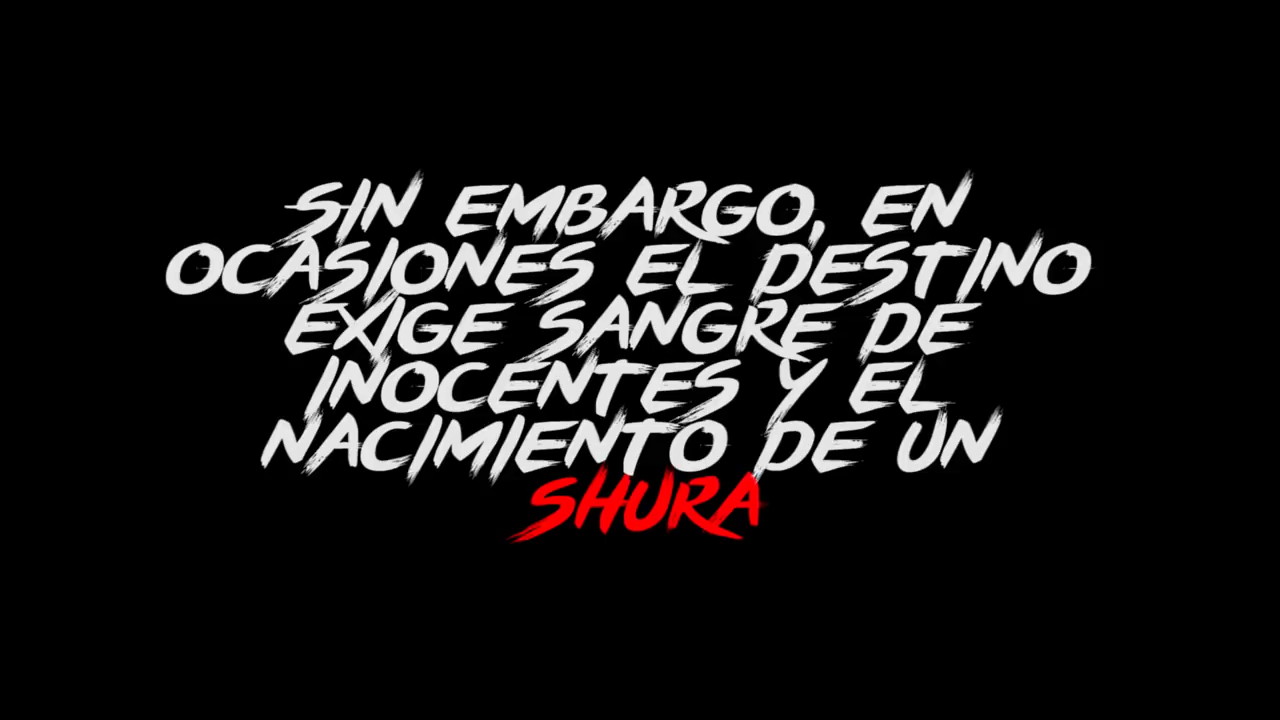 SIN EMBARGO, EN
OCASIONES EL DESTINO
EXIGE SANGRE DE
INOCENTES Y EL
NACIMIENTO DE UN
SHURA